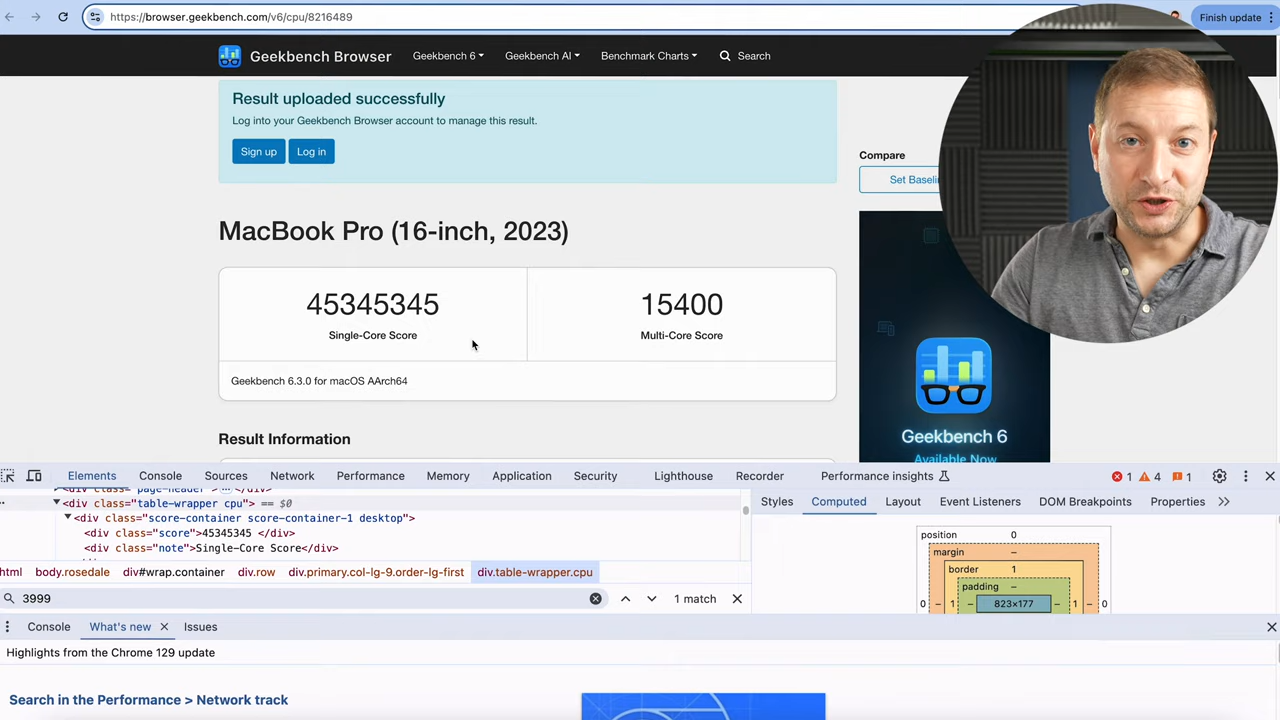 https://browser.geekbench.com/v6/cpu/8216489
Finish update
Geekbench Browser
Geekbench 6
Geekbench AI
Benchmark Charts
Search
Result uploaded successfully
Log into your Geekbench Browser account to manage this result.
Sign up
Log in
Compare
MacBook Pro (16-inch, 2023)
45345345
Single-Core Score
15400
Multi-Core Score
Geekbench 6.3.0 for macOS AArch64
Result Information
Geekbench 6
Available Now
Elements Console Sources Network Performance Memory Application Security Lighthouse Recorder Performance insights 1 4 1
<div class="table-wrapper cpu"> == $0
<div class="score-container score-container-1 desktop">
<div class="score">45345345 </div>
<div class="note">Single-Core Score</div>
html body.rosedale div#wrap.container div.row div.primary.col-lg-9.order-lg-first div.table-wrapper.cpu
3999
1 match
Styles Computed Layout Event Listeners DOM Breakpoints Properties
position 0
margin –
border 1
padding –
0 – 1 – 823×177 – 1 – 0
Console What's new Issues
Highlights from the Chrome 129 update
Search in the Performance > Network track